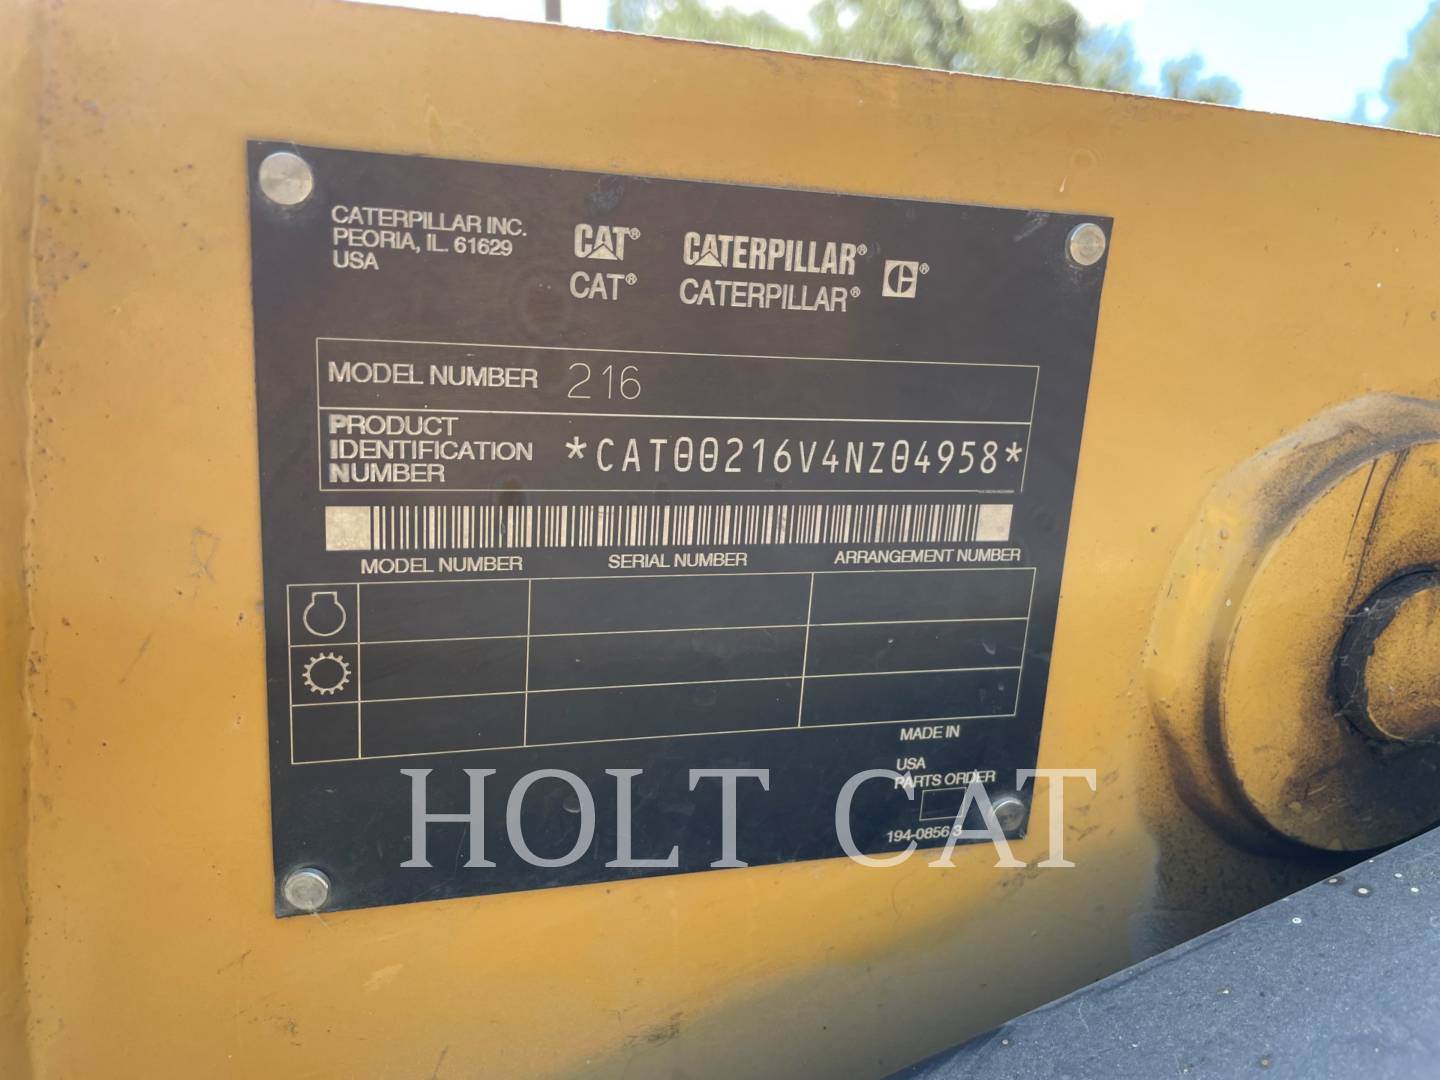 CATERPILLAR INC.
PEORIA, IL. 61629
USA
CAT® CATERPILLAR® C®
CAT® CATERPILLAR®
MODEL NUMBER 216
PRODUCT
IDENTIFICATION
NUMBER *CAT00216V4NZ04958*
MODEL NUMBER SERIAL NUMBER ARRANGEMENT NUMBER
MADE IN
USA
PARTS ORDER
194-0856 3
HOLT CAT